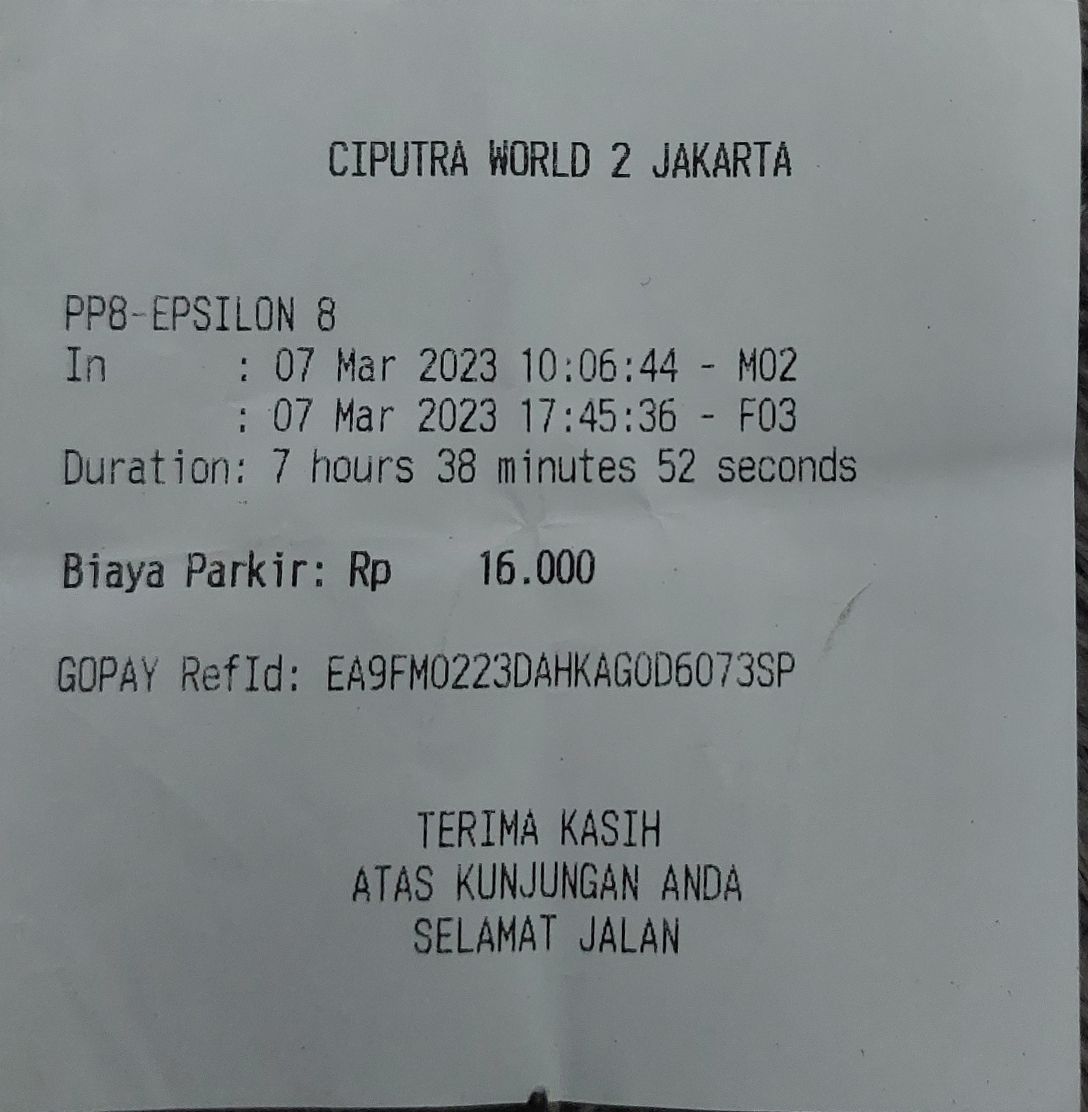 CIPUTRA WORLD 2 JAKARTA
PP8-EPSILON 8
In : 07 Mar 2023 10:06:44 - M02
: 07 Mar 2023 17:45:36 - F03
Duration: 7 hours 38 minutes 52 seconds
Biaya Parkir: Rp 16.000
GOPAY RefId: EA9FM0223DAHKAGOD6073SP
TERIMA KASIH
ATAS KUNJUNGAN ANDA
SELAMAT JALAN